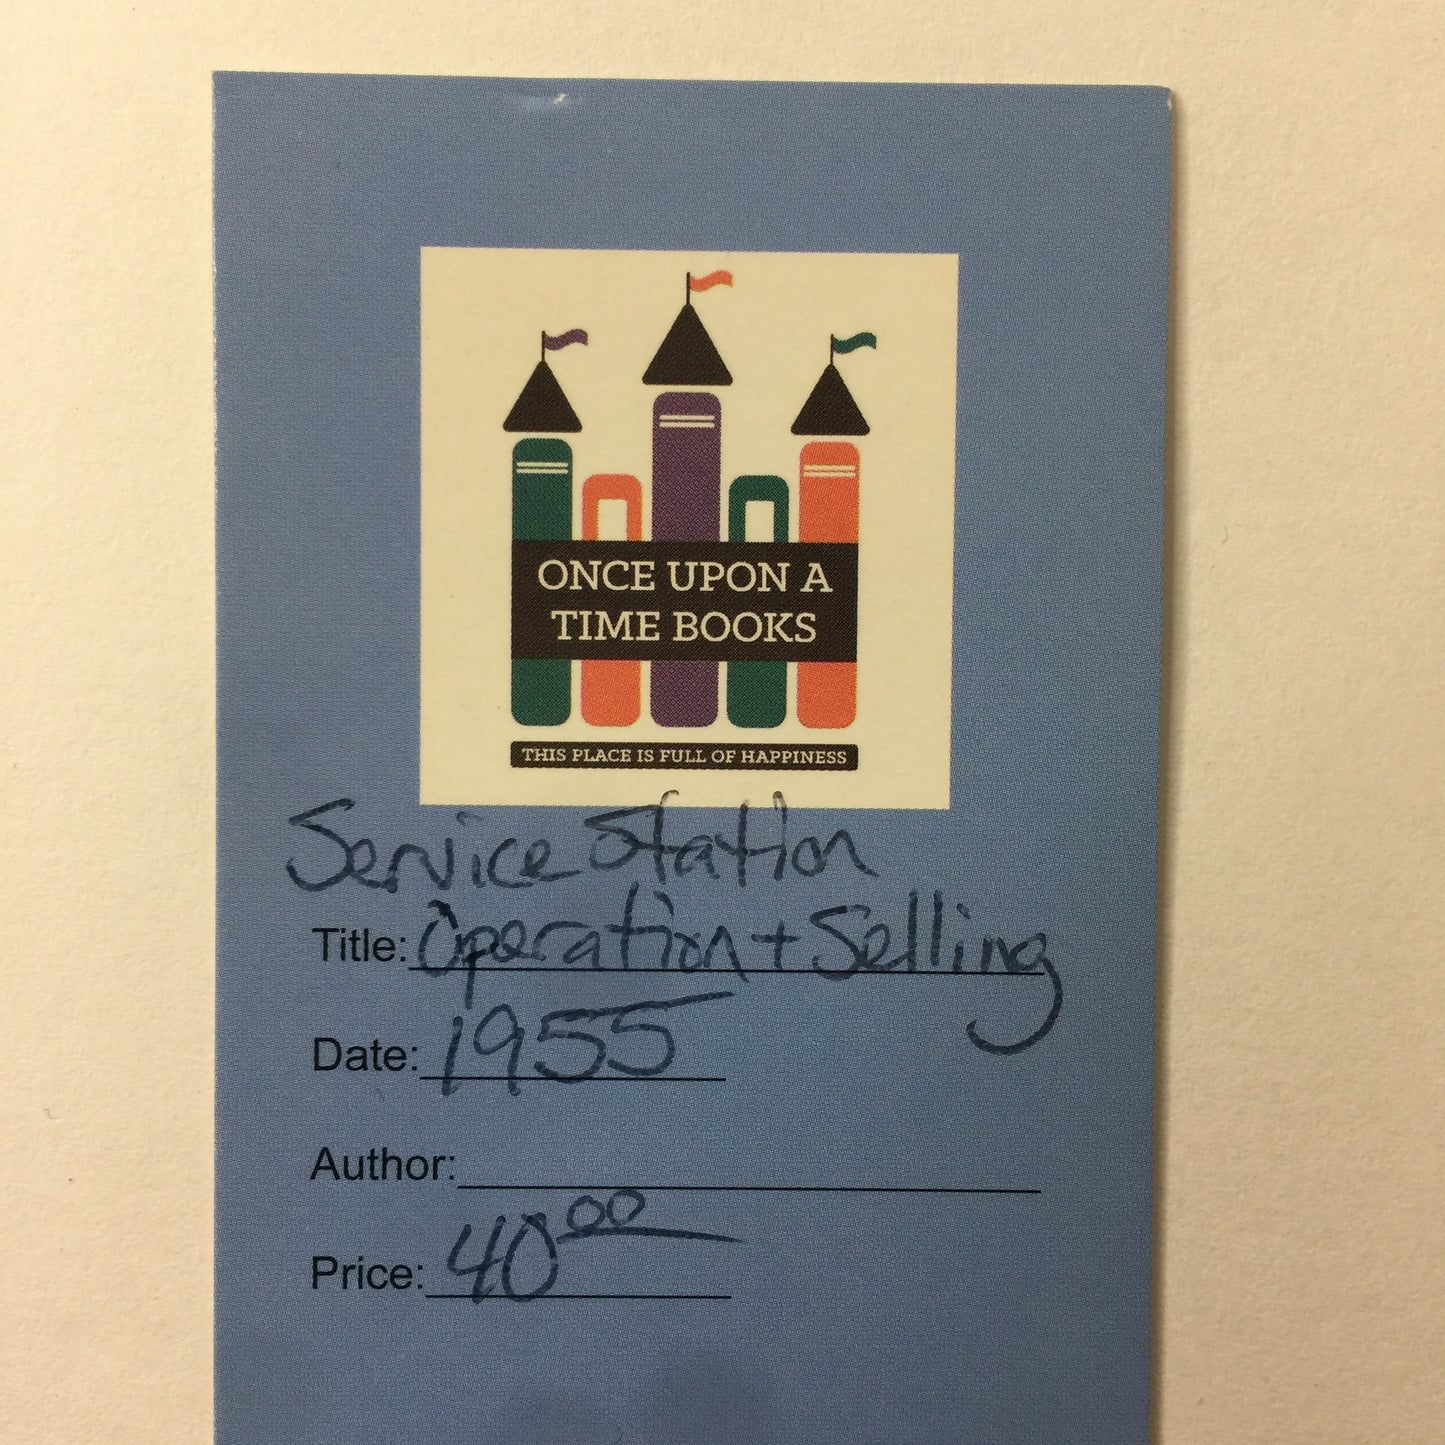 ONCE UPON A
TIME BOOKS
THIS PLACE IS FULL OF HAPPINESS
Service Station
Title: Operation + Selling
Date: 1955
Author:
Price: 40 00